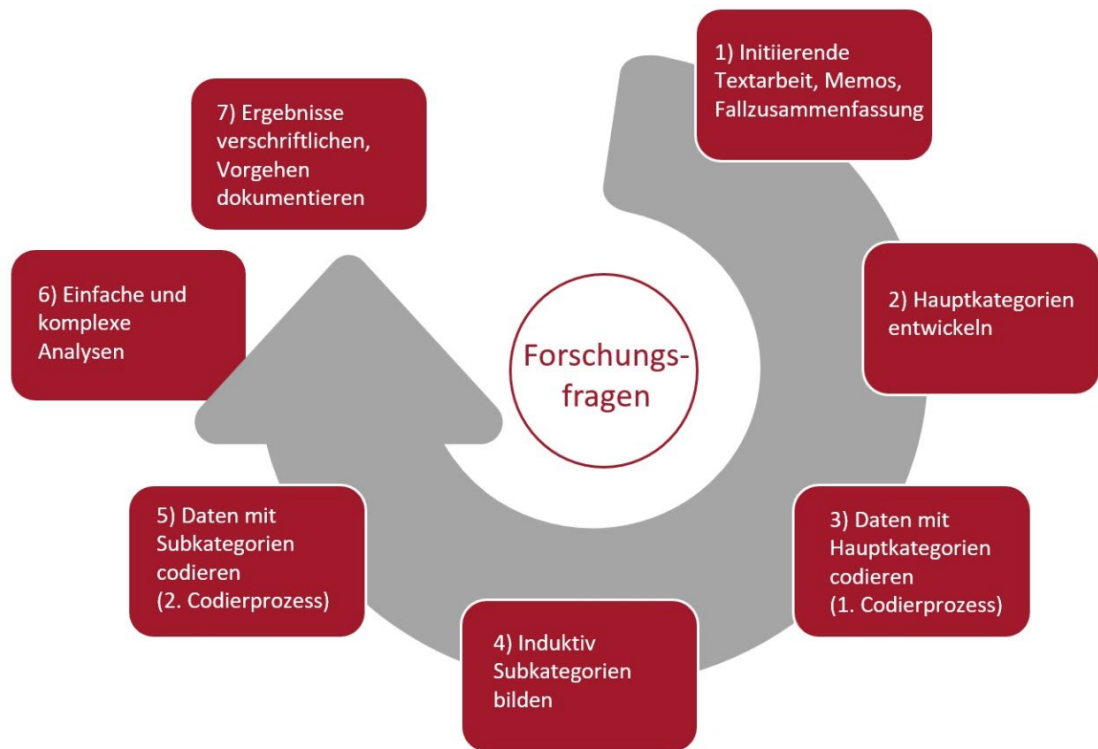 1) Initiierende
Textarbeit, Memos,
Fallzusammenfassung
2) Hauptkategorien
entwickeln
3) Daten mit
Hauptkategorien
codieren
(1. Codierprozess)
4) Induktiv
Subkategorien
bilden
5) Daten mit
Subkategorien
codieren
(2. Codierprozess)
6) Einfache und
komplexe
Analysen
7) Ergebnisse
verschriftlichen,
Vorgehen
dokumentieren
Forschungs-
fragen